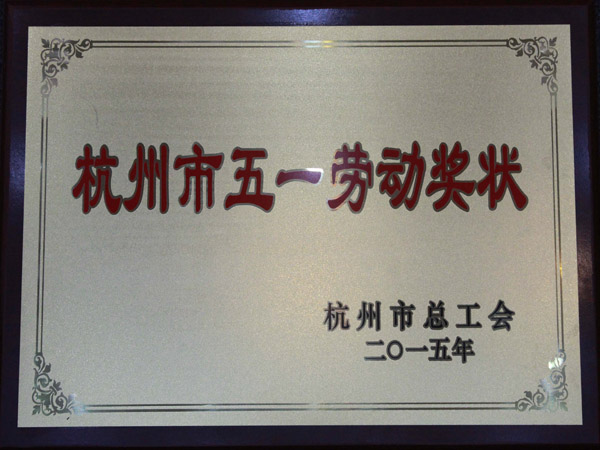 杭州市五一劳动奖状
杭州市总工会
二〇一五年